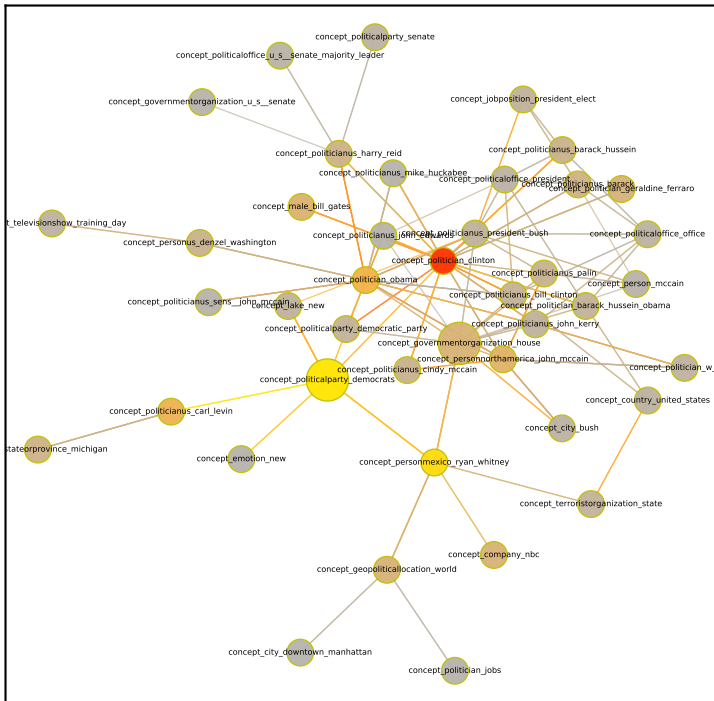 concept_politicalparty_senate
concept_politicaloffice_u_s__senate_majority_leader
concept_governmentorganization_u_s__senate
concept_jobposition_president_elect
concept_politicianus_harry_reid
concept_politicianus_barack_hussein
concept_politicianus_mike_huckabee
concept_politicaloffice_president
concept_politicianus_barack
concept_politician_geraldine_ferraro
concept_male_bill_gates
t_televisionshow_training_day
concept_politicianus_john_edwards
concept_politicianus_president_bush
concept_politicaloffice_office
concept_personus_denzel_washington
concept_politician_clinton
concept_politician_obama
concept_politicianus_palin
concept_person_mccain
concept_politicianus_sens__john_mccain
concept_lake_new
concept_politicianus_bill_clinton
concept_politician_barack_hussein_obama
concept_politicalparty_democratic_party
concept_politicianus_john_kerry
concept_governmentorganization_house
concept_personnorthamerica_john_mccain
concept_politician_w_
concept_politicalparty_democrats
concept_politicianus_cindy_mccain
concept_country_united_states
concept_politicianus_carl_levin
concept_city_bush
stateorprovince_michigan
concept_emotion_new
concept_personmexico_ryan_whitney
concept_terroristorganization_state
concept_company_nbc
concept_geopoliticallocation_world
concept_city_downtown_manhattan
concept_politician_jobs